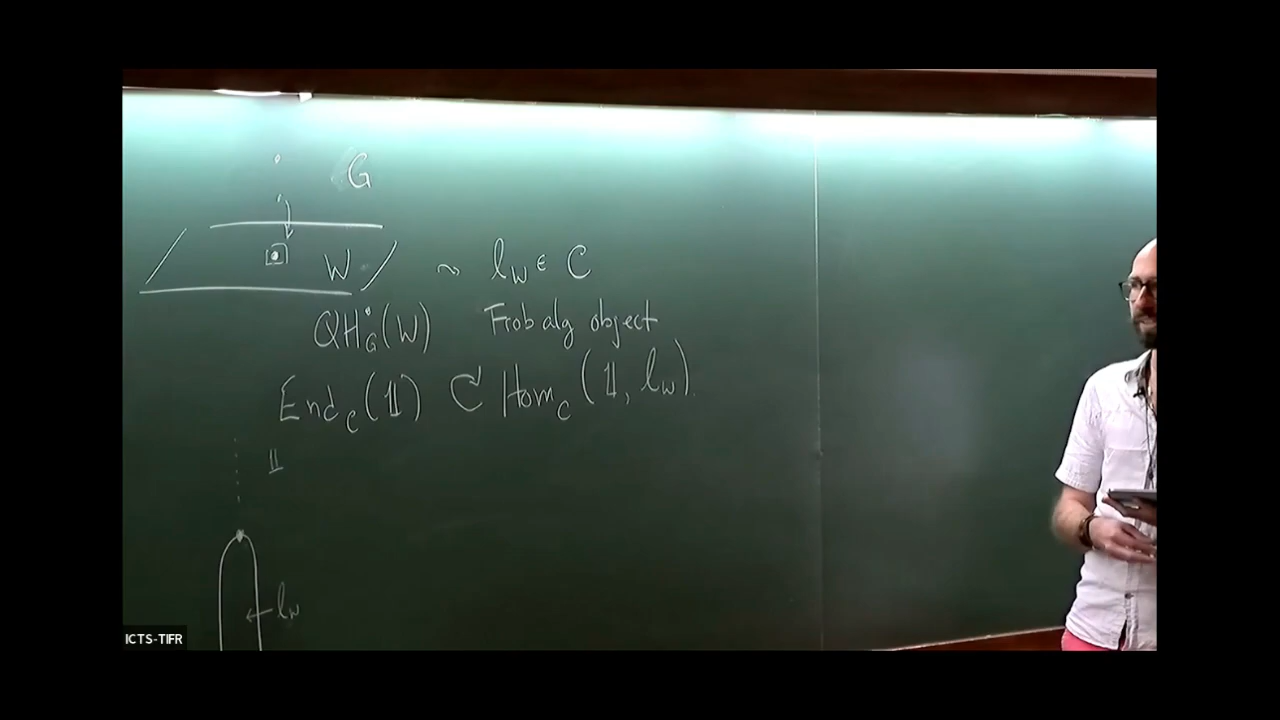 G
W ~ l_W ∈ C
QH^•_G(W) Frob alg object
End_C(𝟙) C Hom_C(𝟙, l_W)
𝟙
← l_W
ICTS-TIFR